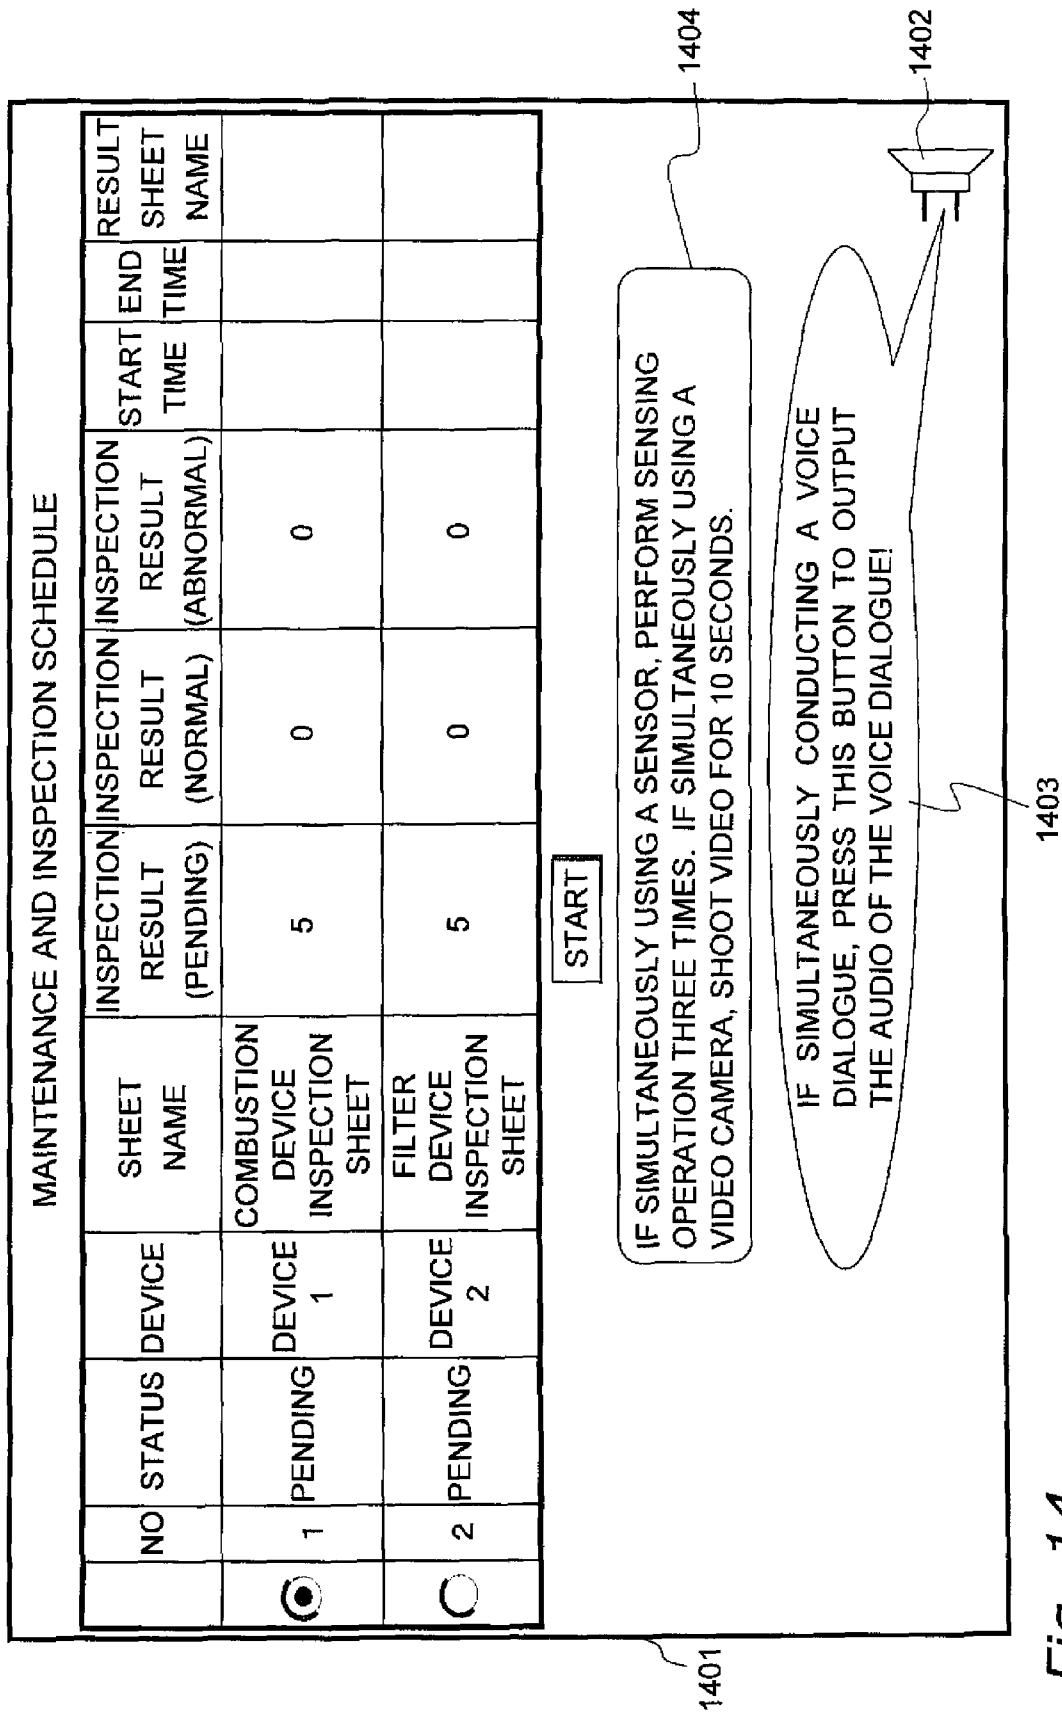 MAINTENANCE AND INSPECTION SCHEDULE
NO
STATUS
DEVICE
SHEET
NAME
INSPECTION
RESULT
(PENDING)
INSPECTION
RESULT
(NORMAL)
INSPECTION
RESULT
(ABNORMAL)
START
TIME
END
TIME
RESULT
SHEET
NAME
1
PENDING
DEVICE
1
COMBUSTION
DEVICE
INSPECTION
SHEET
5
0
0
2
PENDING
DEVICE
2
FILTER
DEVICE
INSPECTION
SHEET
5
0
0
START
IF SIMULTANEOUSLY USING A SENSOR, PERFORM SENSING
OPERATION THREE TIMES. IF SIMULTANEOUSLY USING A
VIDEO CAMERA, SHOOT VIDEO FOR 10 SECONDS.
1404
IF SIMULTANEOUSLY CONDUCTING A VOICE
DIALOGUE, PRESS THIS BUTTON TO OUTPUT
THE AUDIO OF THE VOICE DIALOGUE!
1402
1401
1403
Fig. 14